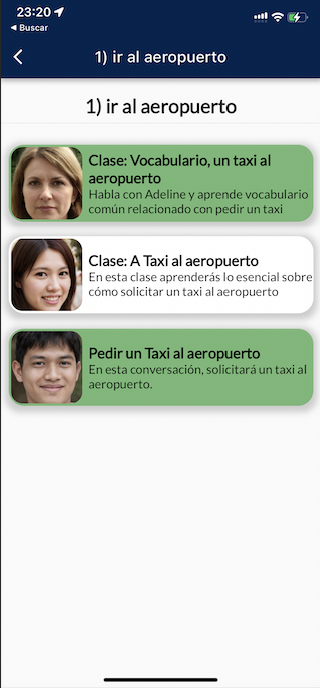 23:20
Buscar
1) ir al aeropuerto
1) ir al aeropuerto
Clase: Vocabulario, un taxi al
aeropuerto
Habla con Adeline y aprende vocabulario
común relacionado con pedir un taxi
Clase: A Taxi al aeropuerto
En esta clase aprenderás lo esencial sobre
cómo solicitar un taxi al aeropuerto
Pedir un Taxi al aeropuerto
En esta conversación, solicitará un taxi al
aeropuerto.